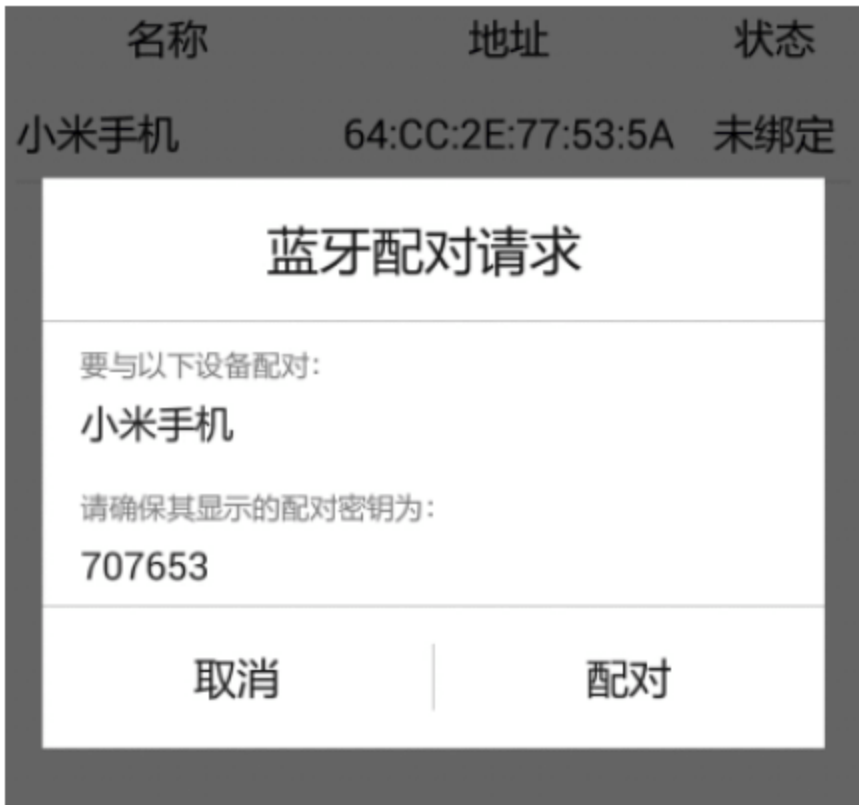 名称 地址 状态
小米手机 64:CC:2E:77:53:5A 未绑定
蓝牙配对请求
要与以下设备配对：
小米手机
请确保其显示的配对密钥为：
707653
取消 配对